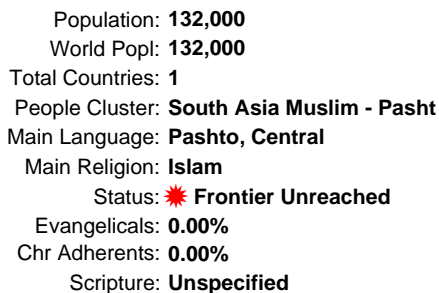 Population: 132,000
World Popl: 132,000
Total Countries: 1
People Cluster: South Asia Muslim - Pasht
Main Language: Pashto, Central
Main Religion: Islam
Status: Frontier Unreached
Evangelicals: 0.00%
Chr Adherents: 0.00%
Scripture: Unspecified